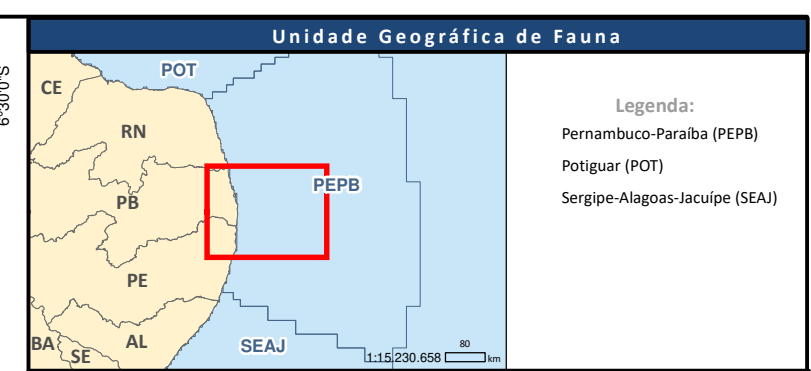 Unidade Geográfica de Fauna
6°30'0"S
POT
CE
RN
PEPB
PB
PE
BA
SE
AL
SEAJ
80
1:15.230.658
km
Legenda:
Pernambuco-Paraíba (PEPB)
Potiguar (POT)
Sergipe-Alagoas-Jacuípe (SEAJ)